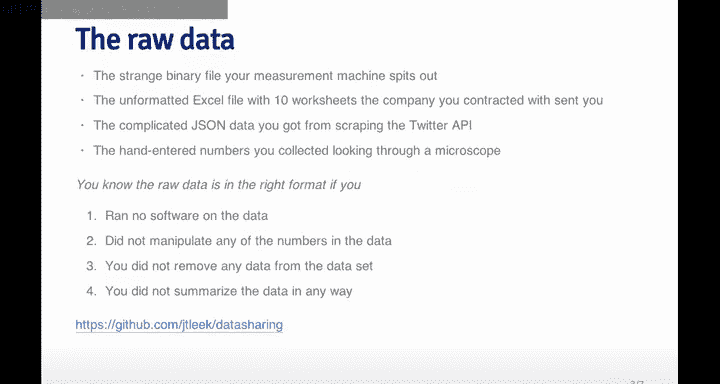 The raw data
· The strange binary file your measurement machine spits out
· The unformatted Excel file with 10 worksheets the company you contracted with sent you
· The complicated JSON data you got from scraping the Twitter API
· The hand-entered numbers you collected looking through a microscope
You know the raw data is in the right format if you
1. Ran no software on the data
2. Did not manipulate any of the numbers in the data
3. You did not remove any data from the data set
4. You did not summarize the data in any way
https://github.com/jtleek/datasharing